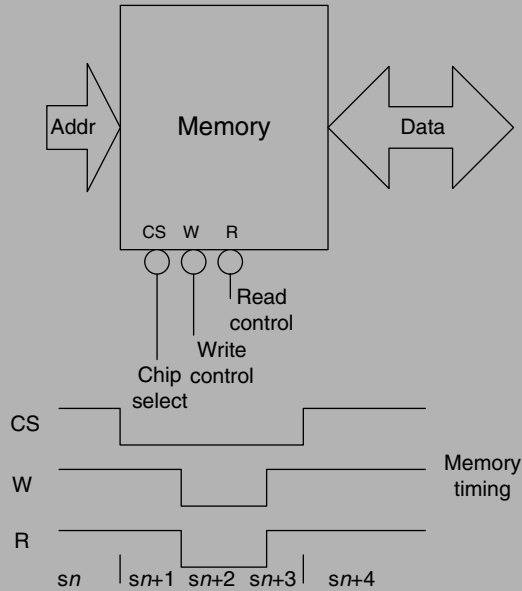 Addr
Memory
Data
CS W R
Read
control
Write
control
Chip
select
CS
W
Memory
timing
R
sn sn+1 sn+2 sn+3 sn+4